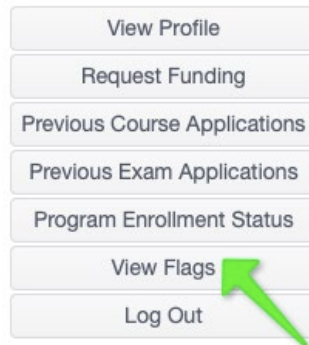 View Profile
Request Funding
Previous Course Applications
Previous Exam Applications
Program Enrollment Status
View Flags
Log Out